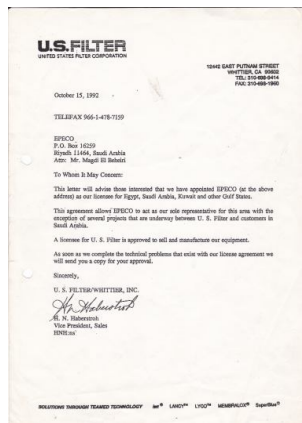 U.S.FILTER
UNITED STATES FILTER CORPORATION
12442 EAST PUTNAM STREET
WHITTIER, CA 90602
TEL: 310-698-9414
FAX: 310-698-1960
October 15, 1992
TELEFAX 966-1-478-7159
EPECO
P.O. Box 16259
Riyadh 11464, Saudi Arabia
Attn: Mr. Magdi El Beheiri
To Whom It May Concern:
This letter will advise those interested that we have appointed EPECO (at the above
address) as our licensee for Egypt, Saudi Arabia, Kuwait and other Gulf States.
This agreement allows EPECO to act as our sole representative for this area with the
exception of several projects that are underway between U. S. Filter and customers in
Saudi Arabia.
A licensee for U. S. Filter is approved to sell and manufacture our equipment.
As soon as we complete the technical problems that exist with our license agreement we
will send you a copy for your approval.
Sincerely,
U. S. FILTER/WHITTIER, INC.
H. N. Haberstroh
H. N. Haberstroh
Vice President, Sales
HNH:ns
SOLUTIONS THROUGH TEAMED TECHNOLOGY LANCY™ LYCO™ MEMBRALOX® SuperBlue®